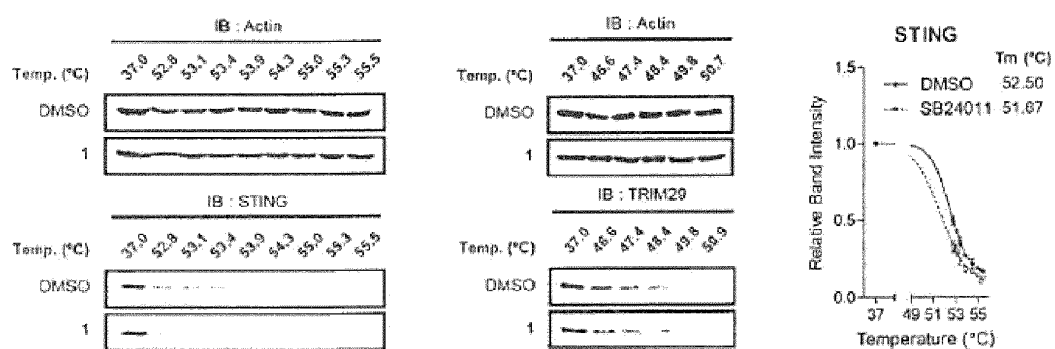 IB : Actin
Temp. (°C) 37.0 52.8 53.1 53.4 53.9 54.3 55.0 55.3 55.5
DMSO
1
IB : STING
Temp. (°C) 37.0 52.8 53.1 53.4 53.9 54.3 55.0 55.3 55.5
DMSO
1
IB : Actin
Temp. (°C) 37.0 46.6 47.4 48.4 49.8 50.7
DMSO
1
IB : TRIM29
Temp. (°C) 37.0 46.6 47.4 48.4 49.8 50.9
DMSO
1
STING
Tm (°C)
DMSO 52.50
SB24011 51.67
Relative Band Intensity
1.5
1.0
0.5
0.0
37 49 51 53 55
Temperature (°C)